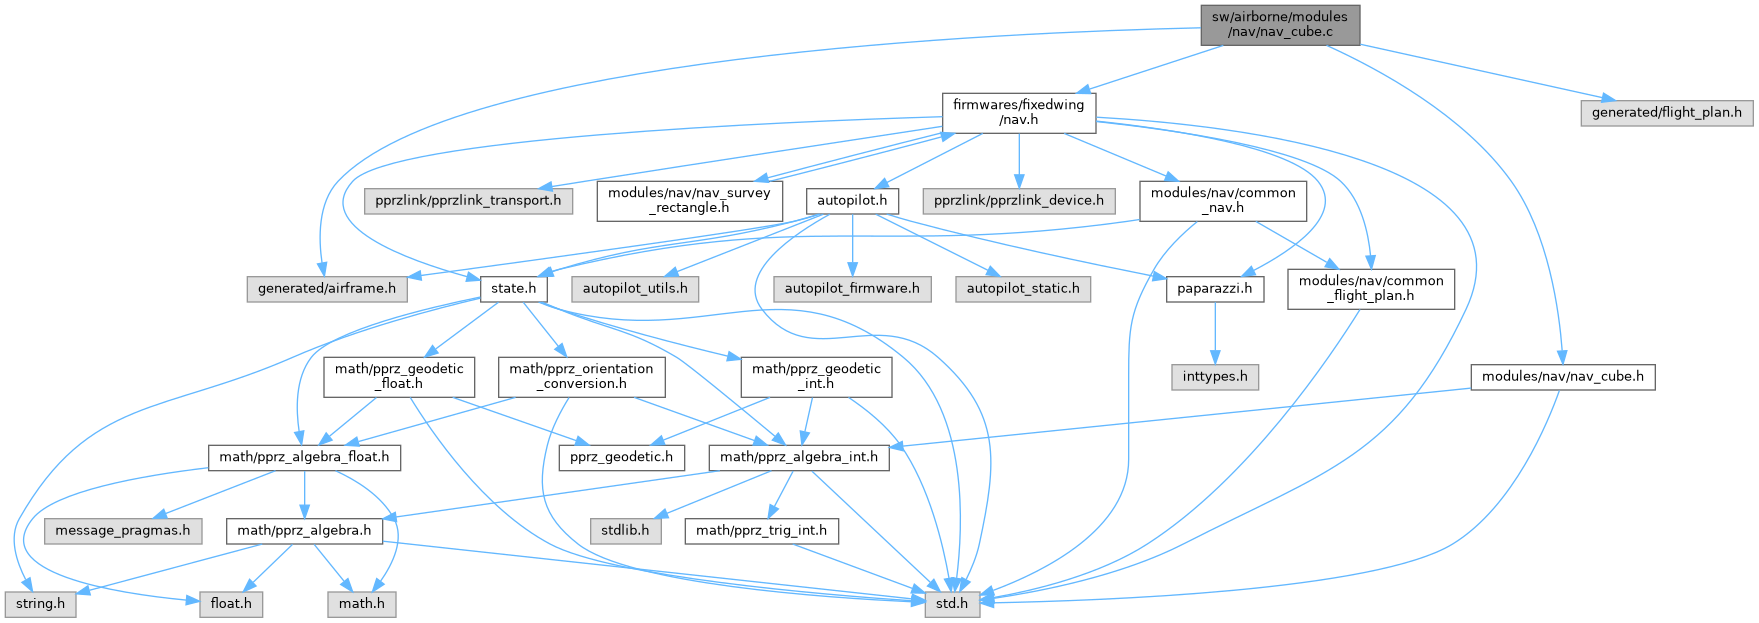 sw/airborne/modules
/nav/nav_cube.c
firmwares/fixedwing
/nav.h
generated/flight_plan.h
pprzlink/pprzlink_transport.h
modules/nav/nav_survey
_rectangle.h
autopilot.h
pprzlink/pprzlink_device.h
modules/nav/common
_nav.h
generated/airframe.h
state.h
autopilot_utils.h
autopilot_firmware.h
autopilot_static.h
paparazzi.h
modules/nav/common
_flight_plan.h
math/pprz_geodetic
_float.h
math/pprz_orientation
_conversion.h
math/pprz_geodetic
_int.h
inttypes.h
modules/nav/nav_cube.h
math/pprz_algebra_float.h
pprz_geodetic.h
math/pprz_algebra_int.h
message_pragmas.h
math/pprz_algebra.h
stdlib.h
math/pprz_trig_int.h
string.h
float.h
math.h
std.h